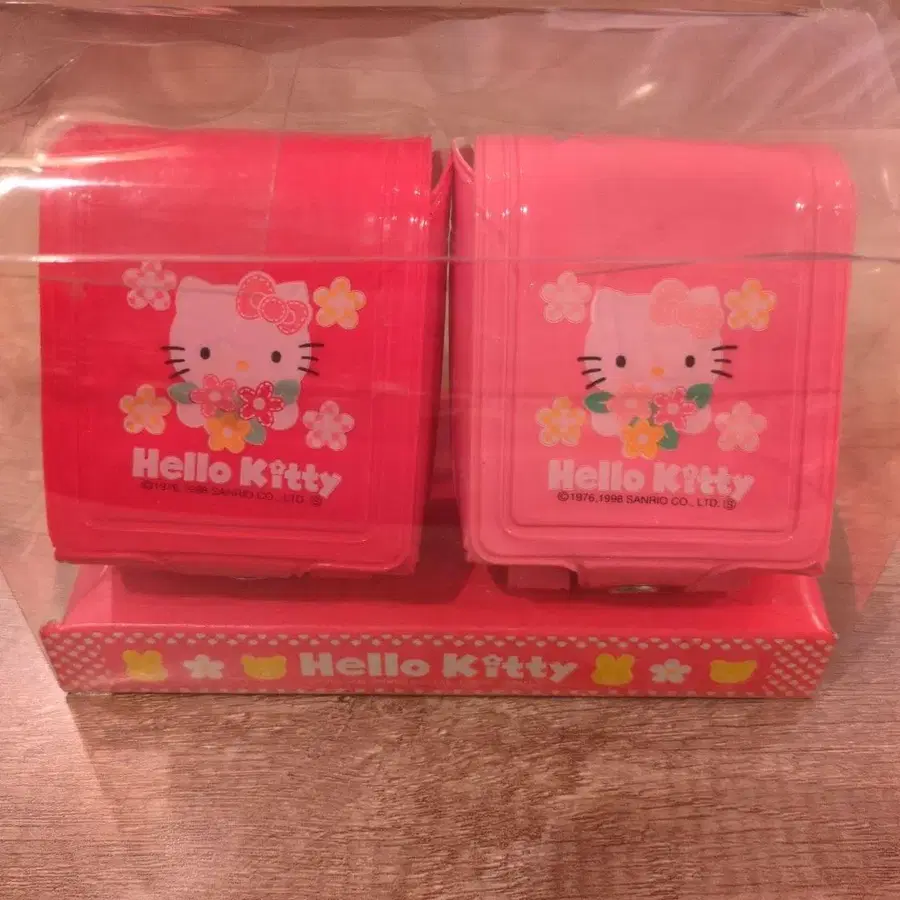 Hello Kitty
©1976, 1998 SANRIO CO., LTD. Ⓢ
Hello Kitty
©1976,1998 SANRIO CO., LTD. Ⓢ
Hello Kitty